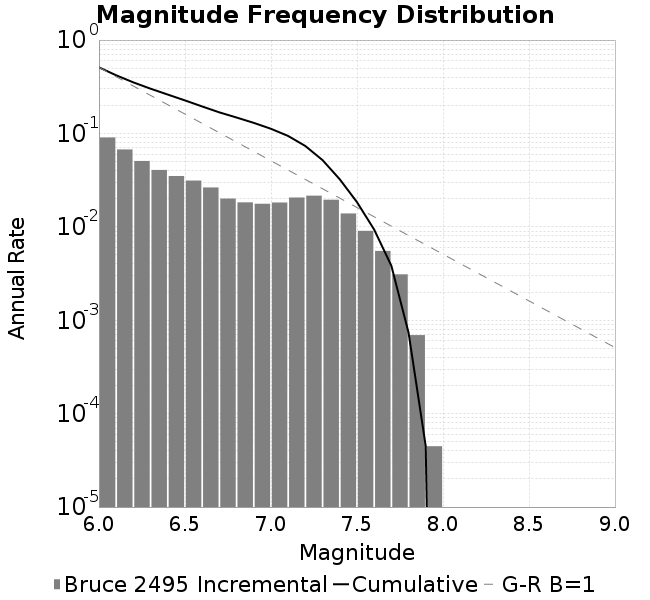 Magnitude Frequency Distribution
10^0
10^-1
10^-2
10^-3
10^-4
10^-5
Annual Rate
6.0 6.5 7.0 7.5 8.0 8.5 9.0
Magnitude
Bruce 2495 Incremental Cumulative G-R B=1